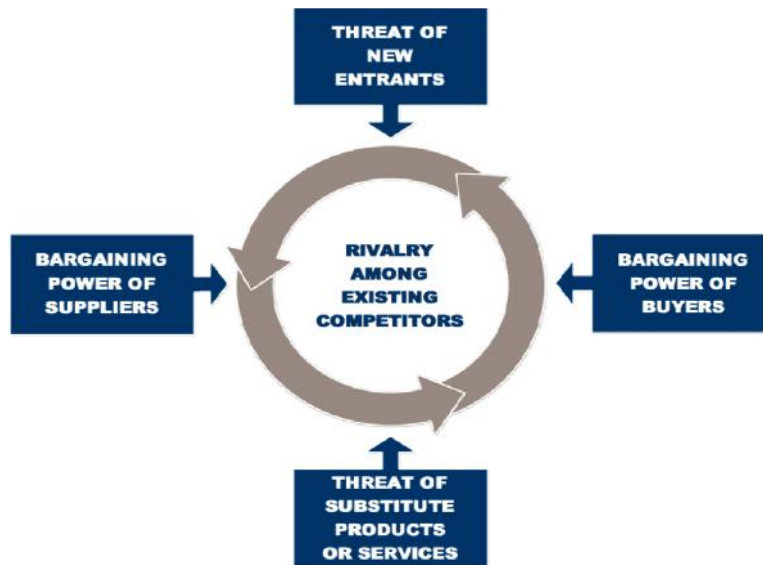 THREAT OF
NEW
ENTRANTS
BARGAINING
POWER OF
SUPPLIERS
RIVALRY
AMONG
EXISTING
COMPETITORS
BARGAINING
POWER OF
BUYERS
THREAT OF
SUBSTITUTE
PRODUCTS
OR SERVICES